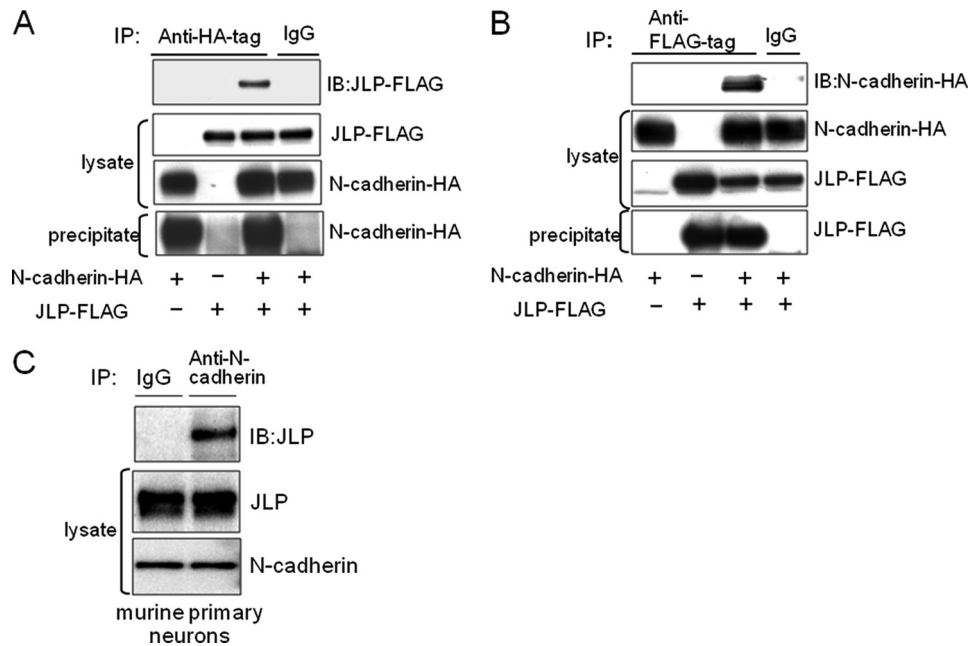 A
IP: Anti-HA-tag IgG
IB:JLP-FLAG
JLP-FLAG
lysate
N-cadherin-HA
precipitate
N-cadherin-HA
N-cadherin-HA + − + +
JLP-FLAG − + + +
B
IP: Anti-
FLAG-tag IgG
IB:N-cadherin-HA
N-cadherin-HA
lysate
JLP-FLAG
precipitate
JLP-FLAG
N-cadherin-HA + − + +
JLP-FLAG − + + +
C
IP: IgG Anti-N-
cadherin
IB:JLP
JLP
lysate
N-cadherin
murine primary
neurons